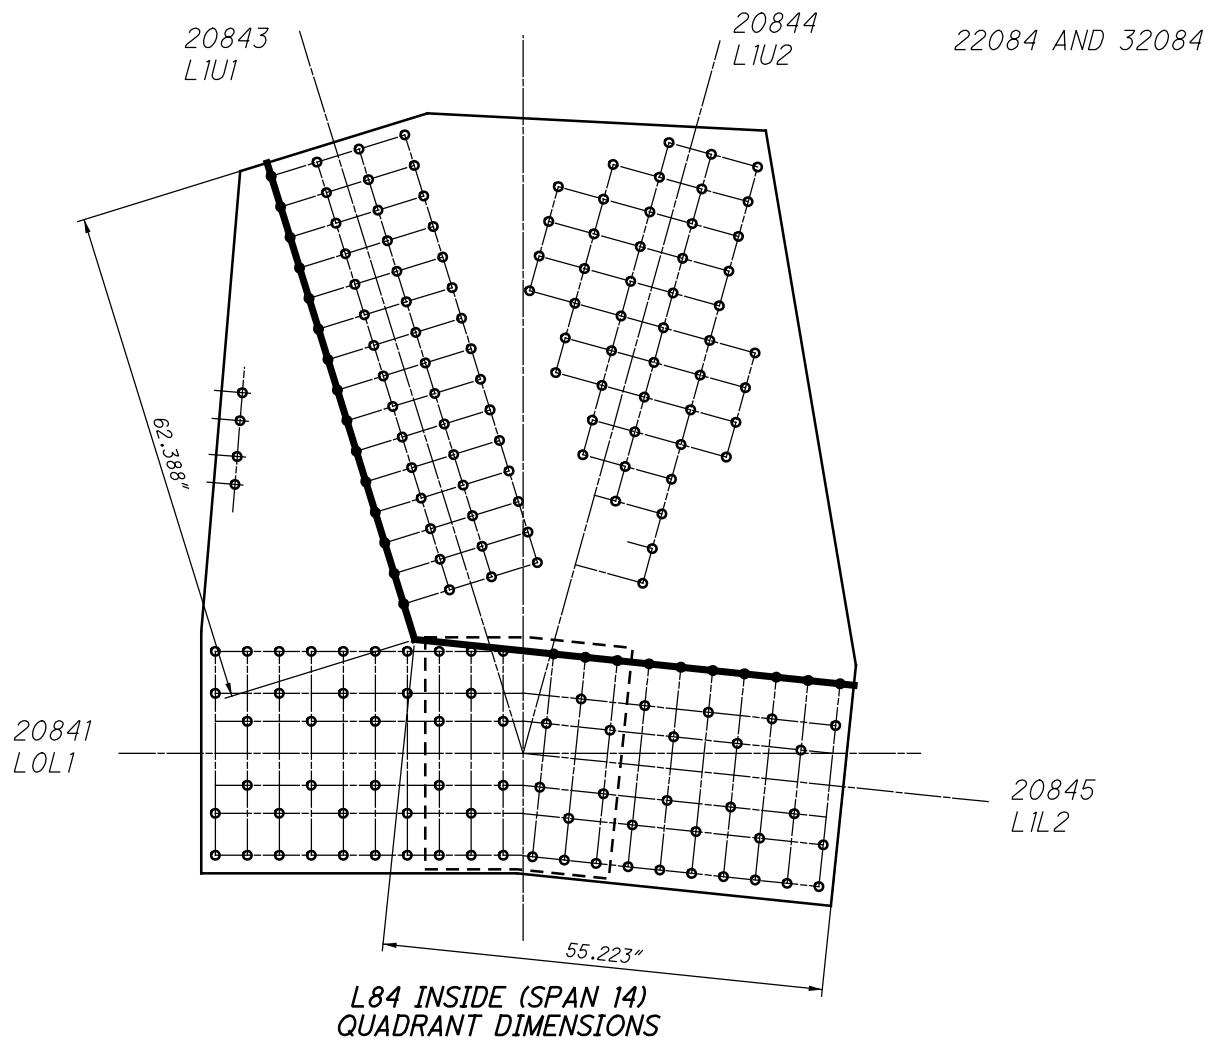 20843
L1U1
20844
L1U2
22084 AND 32084
62.388"
20841
L0L1
20845
L1L2
55.223"
L84 INSIDE (SPAN 14)
QUADRANT DIMENSIONS